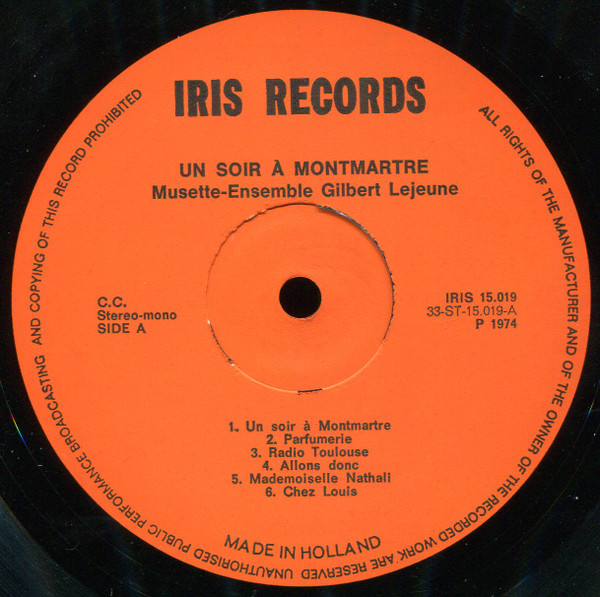 IRIS RECORDS
UN SOIR À MONTMARTRE
Musette-Ensemble Gilbert Lejeune
C.C.
Stereo-mono
SIDE A
IRIS 15.019
33-ST-15.019-A
P 1974
1. Un soir à Montmartre
2. Parfumerie
3. Radio Toulouse
4. Allons donc
5. Mademoiselle Nathali
6. Chez Louis
MADE IN HOLLAND
ALL RIGHTS OF THE MANUFACTURER AND OF THE OWNER OF THE RECORDED WORK ARE RESERVED UNAUTHORISED PUBLIC PERFORMANCE BROADCASTING AND COPYING OF THIS RECORD PROHIBITED